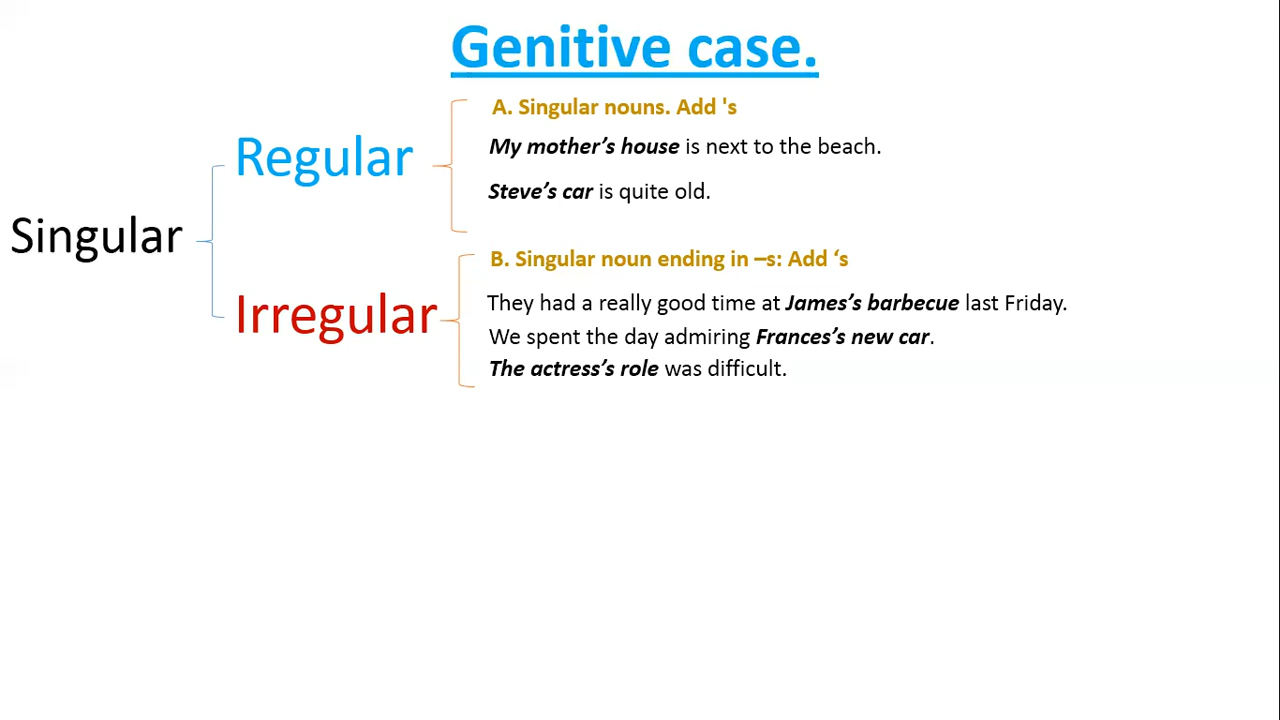 Genitive case.
A. Singular nouns. Add 's
Regular
My mother’s house is next to the beach.
Steve’s car is quite old.
Singular
B. Singular noun ending in –s: Add ‘s
Irregular
They had a really good time at James’s barbecue last Friday.
We spent the day admiring Frances’s new car.
The actress’s role was difficult.